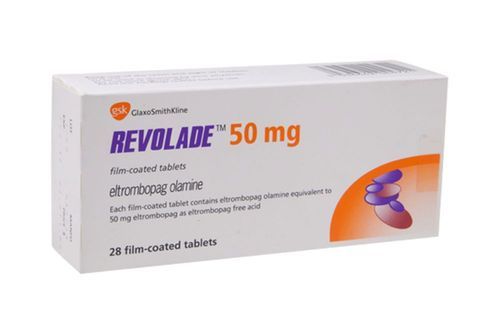 gsk GlaxoSmithKline
REVOLADE™ 50 mg
film-coated tablets
eltrombopag olamine
Each film-coated tablet contains eltrombopag olamine equivalent to
50 mg eltrombopag as eltrombopag free acid
28 film-coated tablets